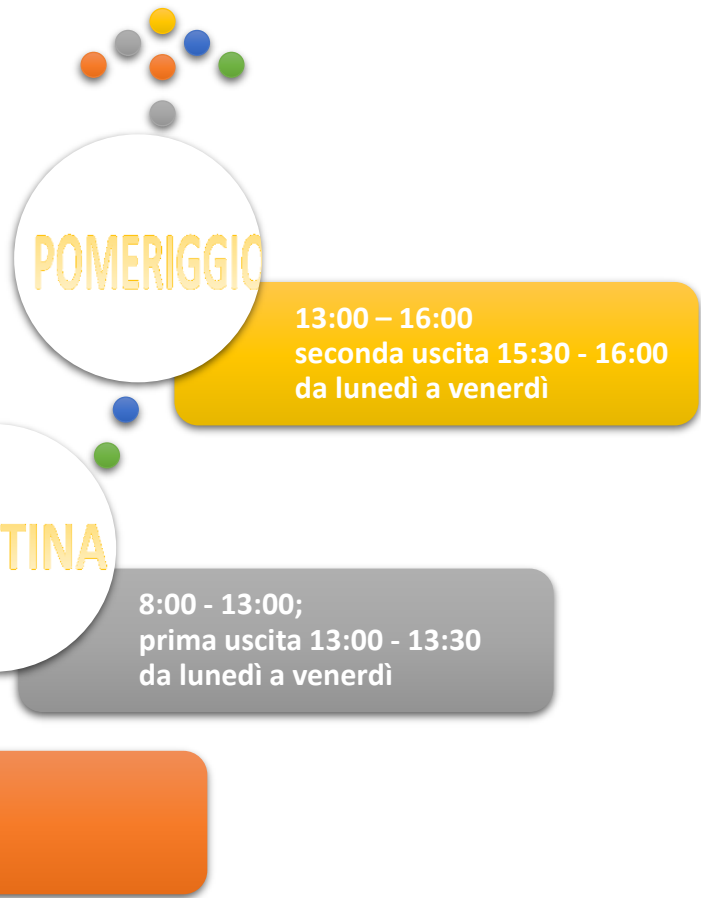 POMERIGGIO
13:00 – 16:00
seconda uscita 15:30 - 16:00
da lunedì a venerdì
TINA
8:00 - 13:00;
prima uscita 13:00 - 13:30
da lunedì a venerdì